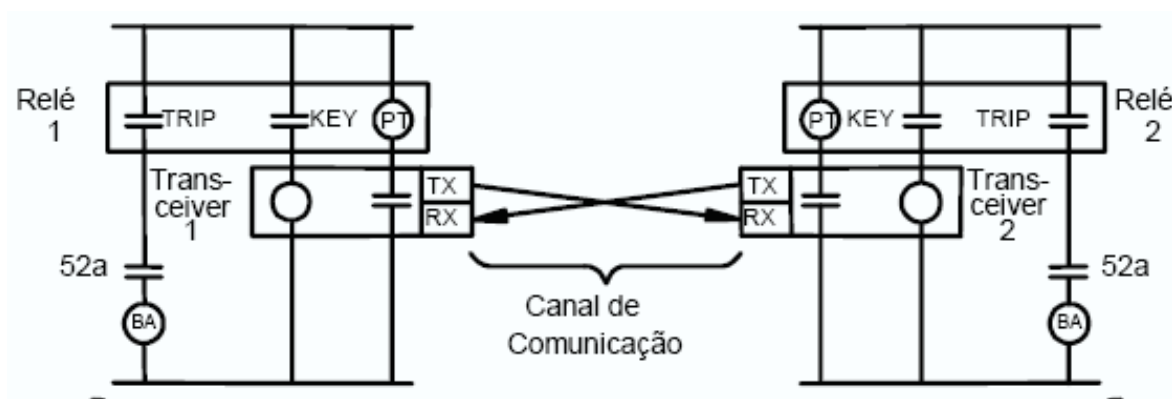 Relé
1
TRIP
KEY
PT
PT
KEY
TRIP
Relé
2
Trans-
ceiver
1
TX
RX
TX
RX
Trans-
ceiver
2
52a
52a
BA
Canal de
Comunicação
BA